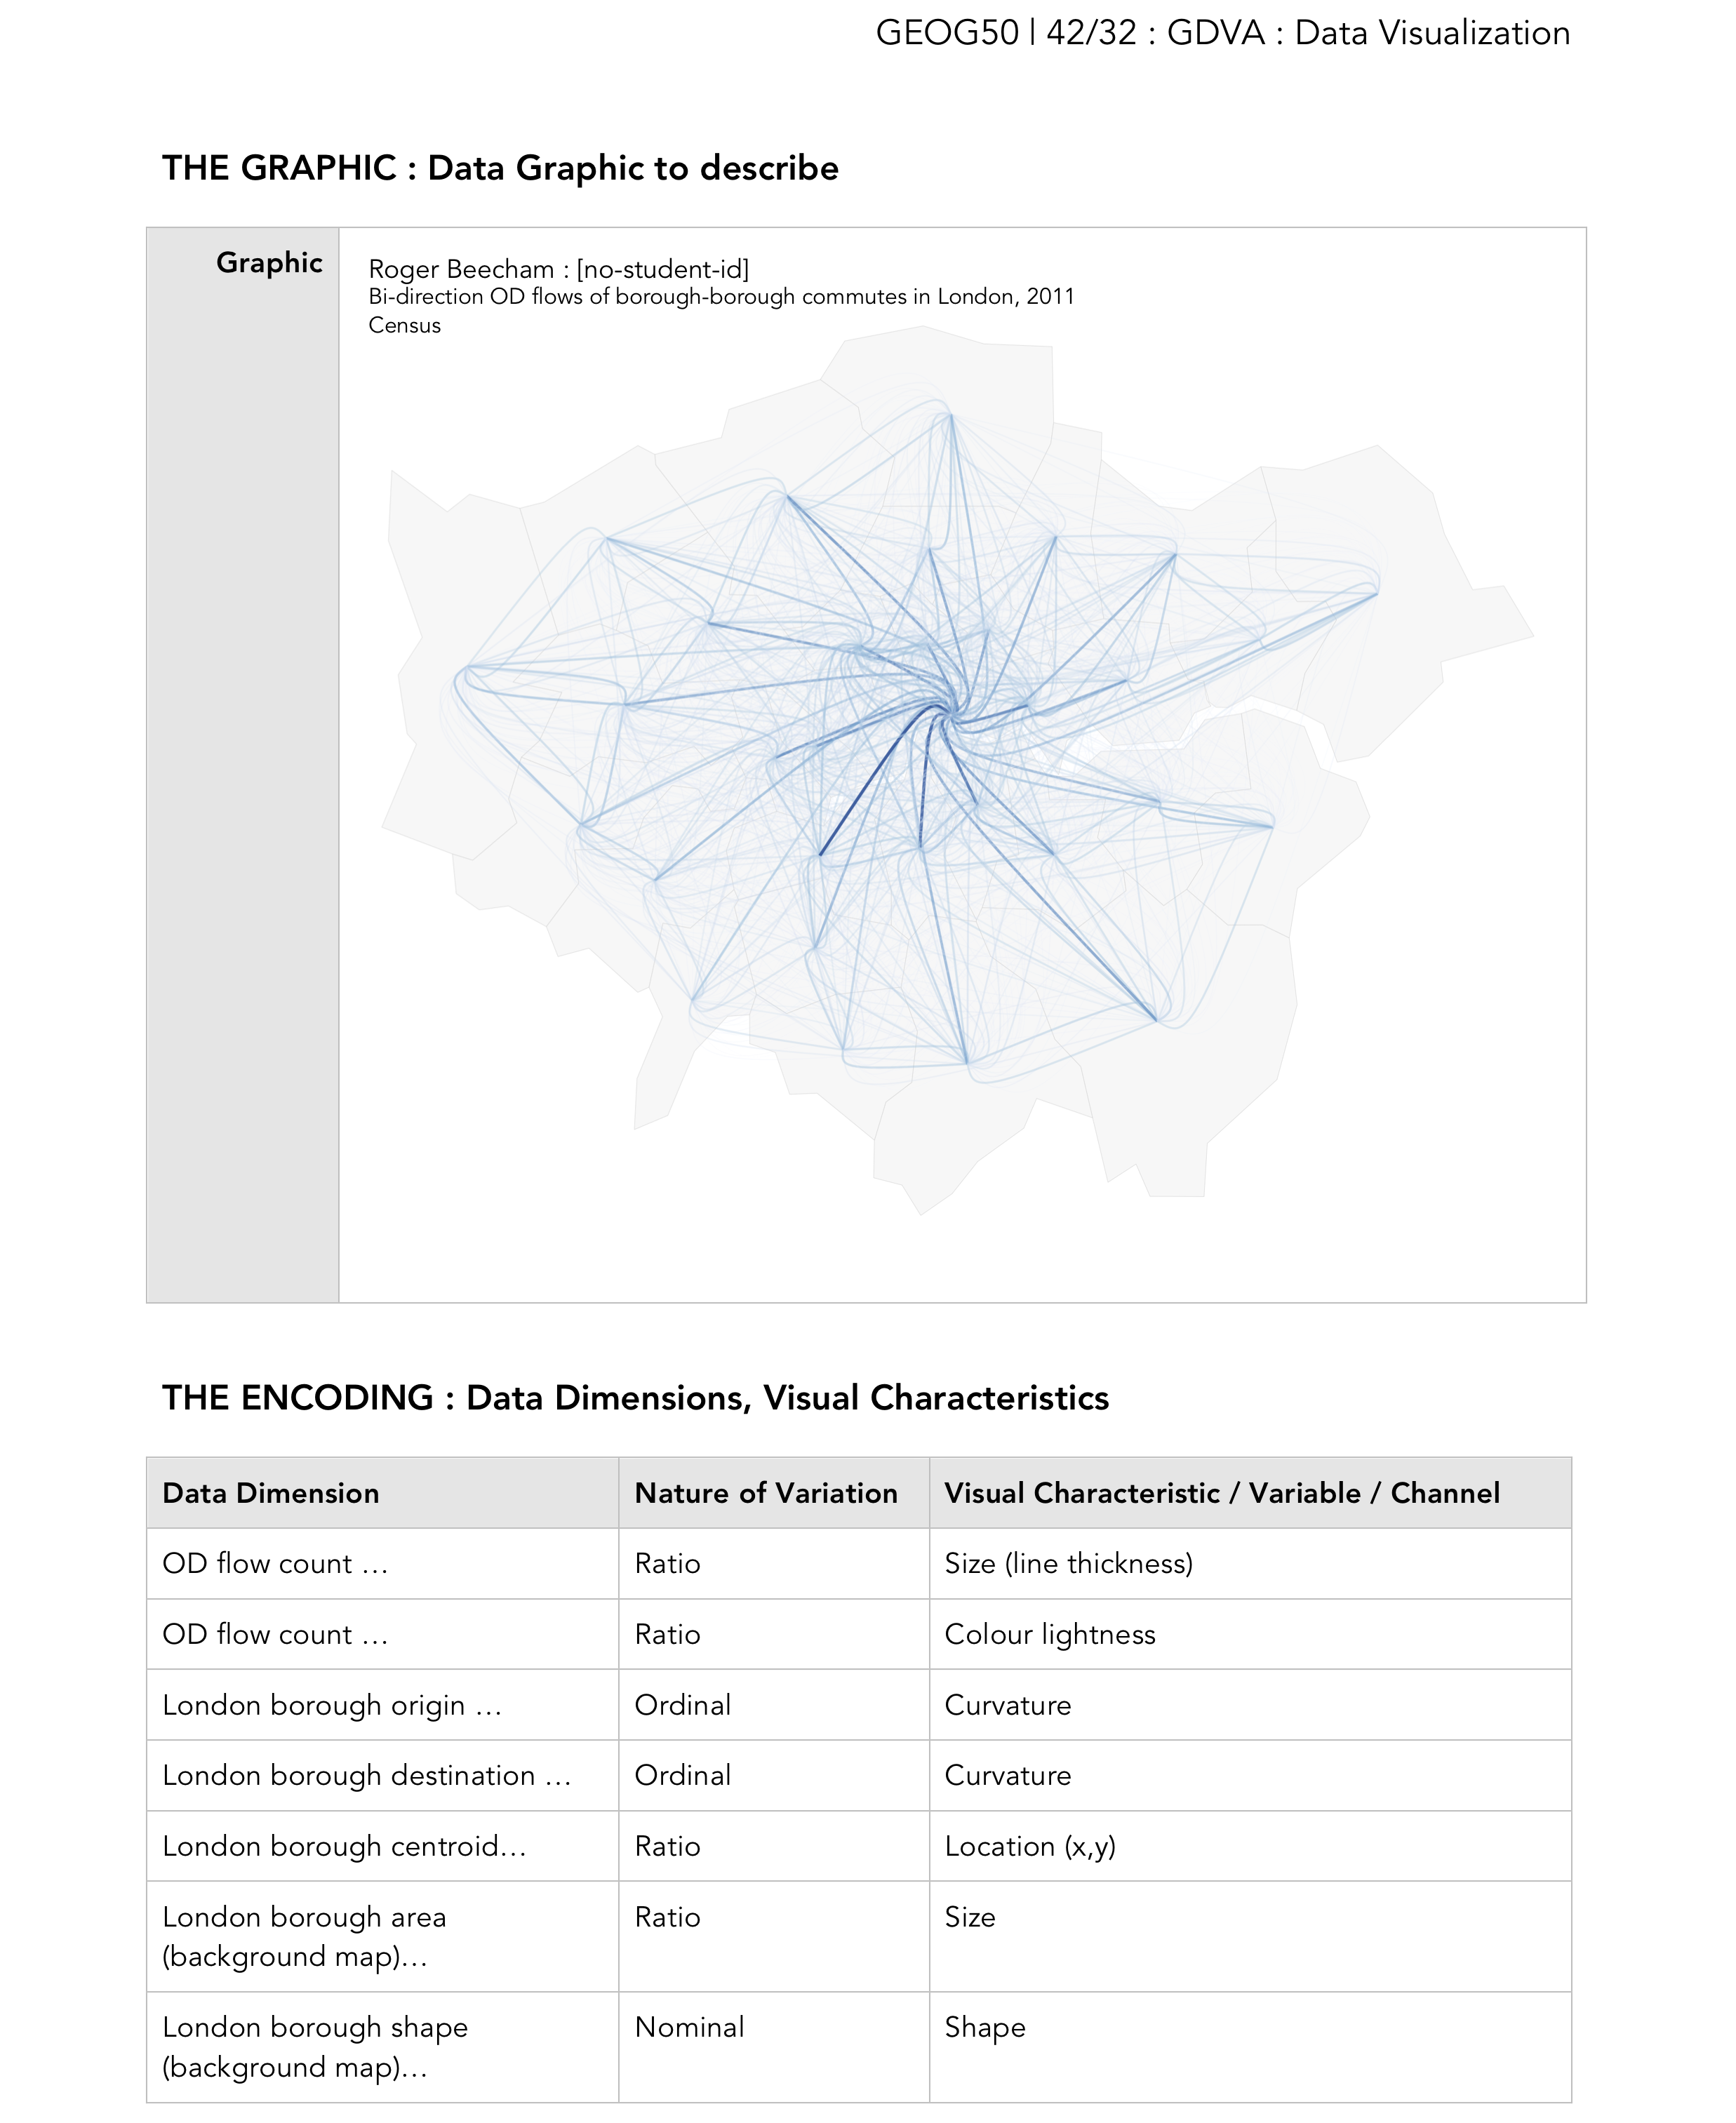 GEOG50 | 42/32 : GDVA : Data Visualization
THE GRAPHIC : Data Graphic to describe
Graphic
Roger Beecham : [no-student-id]
Bi-direction OD flows of borough-borough commutes in London, 2011
Census
THE ENCODING : Data Dimensions, Visual Characteristics
Data Dimension Nature of Variation Visual Characteristic / Variable / Channel
OD flow count … Ratio Size (line thickness)
OD flow count … Ratio Colour lightness
London borough origin … Ordinal Curvature
London borough destination … Ordinal Curvature
London borough centroid… Ratio Location (x,y)
London borough area Ratio Size
(background map)…
London borough shape Nominal Shape
(background map)…